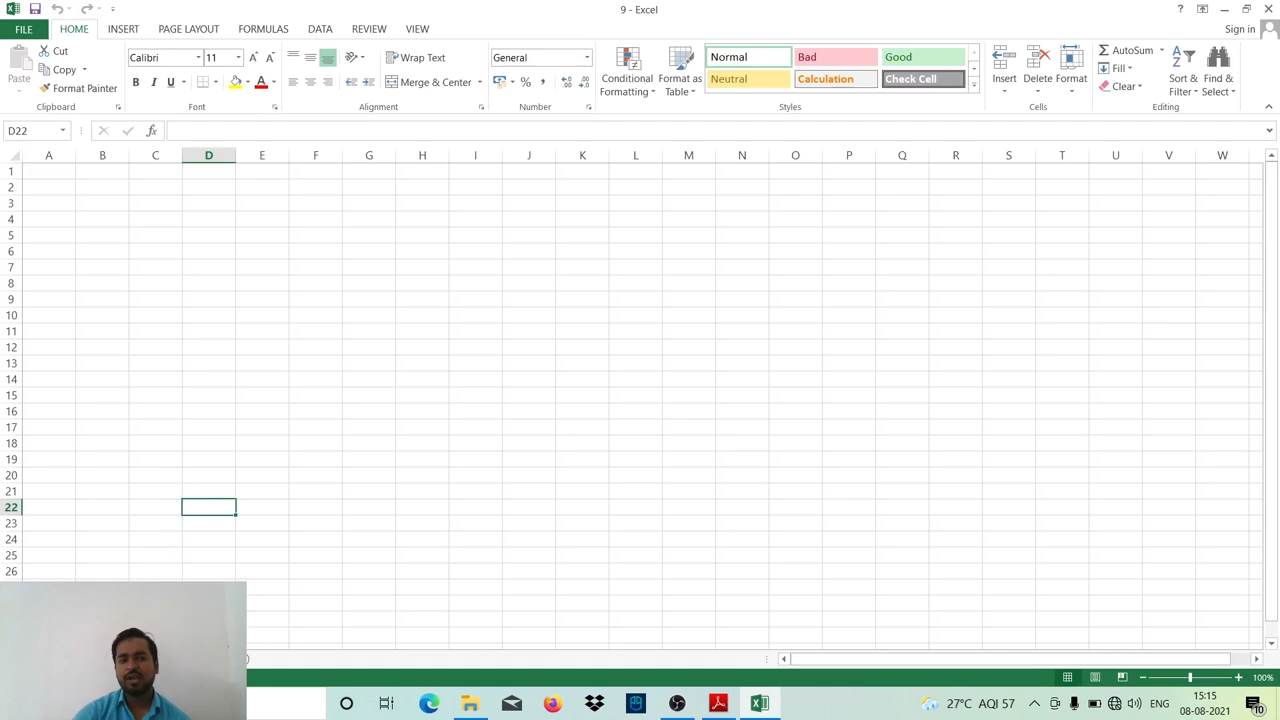 9 - Excel
?
Sign in
FILE HOME INSERT PAGE LAYOUT FORMULAS DATA REVIEW VIEW
Paste
Cut
Copy
Format Painter
Clipboard
Calibri 11
B I U
Font
Wrap Text
Merge & Center
Alignment
General
%
Number
Conditional Formatting
Format as Table
Normal Bad Good
Neutral Calculation Check Cell
Styles
Insert Delete Format
Cells
AutoSum
Fill
Clear
Sort & Filter
Find & Select
Editing
D22
fx
A B C D E F G H I J K L M N O P Q R S T U V W
1
2
3
4
5
6
7
8
9
10
11
12
13
14
15
16
17
18
19
20
21
22
23
24
25
26
100%
27°C AQI 57
ENG
15:15
08-08-2021
10